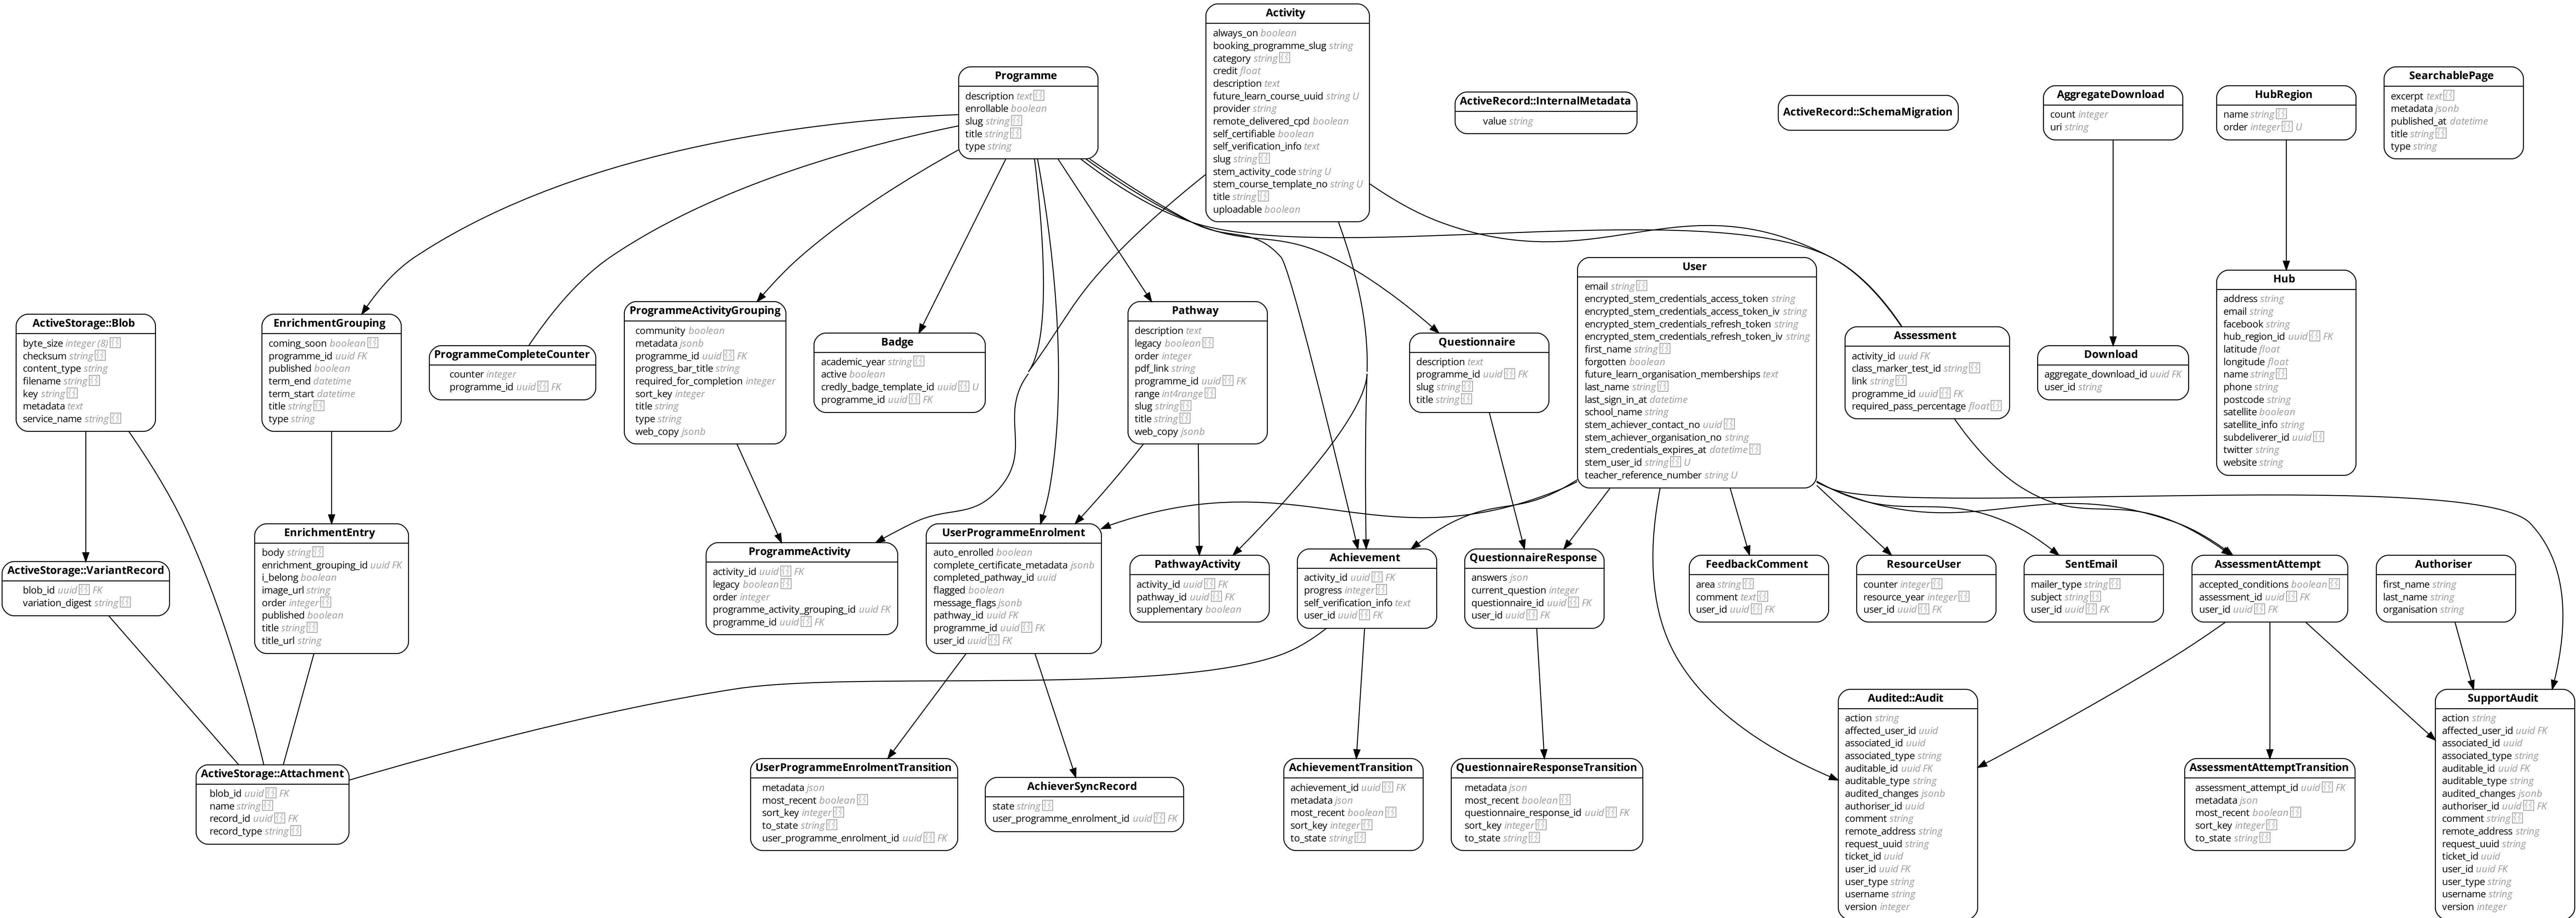 Activity
always_on boolean
booking_programme_slug string
category string
credit float
description text
future_learn_course_uuid string U
provider string
remote_delivered_cpd boolean
self_certifiable boolean
self_verification_info text
slug string
stem_activity_code string U
stem_course_template_no string U
title string
uploadable boolean
Programme
description text
enrollable boolean
slug string
title string
type string
ActiveRecord::InternalMetadata
value string
ActiveRecord::SchemaMigration
AggregateDownload
count integer
uri string
HubRegion
name string
order integer U
SearchablePage
excerpt text
metadata jsonb
published_at datetime
title string
type string
ActiveStorage::Blob
byte_size integer (8)
checksum string
content_type string
filename string
key string
metadata text
service_name string
EnrichmentGrouping
coming_soon boolean
programme_id uuid FK
published boolean
term_end datetime
term_start datetime
title string
type string
ProgrammeCompleteCounter
counter integer
programme_id uuid FK
ProgrammeActivityGrouping
community boolean
metadata jsonb
programme_id uuid FK
progress_bar_title string
required_for_completion integer
sort_key integer
title string
type string
web_copy jsonb
Badge
academic_year string
active boolean
credly_badge_template_id uuid U
programme_id uuid FK
Pathway
description text
legacy boolean
order integer
pdf_link string
programme_id uuid FK
range int4range
slug string
title string
web_copy jsonb
Questionnaire
description text
programme_id uuid FK
slug string
title string
User
email string
encrypted_stem_credentials_access_token string
encrypted_stem_credentials_access_token_iv string
encrypted_stem_credentials_refresh_token string
encrypted_stem_credentials_refresh_token_iv string
first_name string
forgotten boolean
future_learn_organisation_memberships text
last_name string
last_sign_in_at datetime
school_name string
stem_achiever_contact_no uuid
stem_achiever_organisation_no string
stem_credentials_expires_at datetime
stem_user_id string U
teacher_reference_number string U
Assessment
activity_id uuid FK
class_marker_test_id string
link string
programme_id uuid FK
required_pass_percentage float
Download
aggregate_download_id uuid FK
user_id string
Hub
address string
email string
facebook string
hub_region_id uuid FK
latitude float
longitude float
name string
phone string
postcode string
satellite boolean
satellite_info string
subdeliverer_id uuid
twitter string
website string
ActiveStorage::VariantRecord
blob_id uuid FK
variation_digest string
EnrichmentEntry
body string
enrichment_grouping_id uuid FK
i_belong boolean
image_url string
order integer
published boolean
title string
title_url string
ProgrammeActivity
activity_id uuid FK
legacy boolean
order integer
programme_activity_grouping_id uuid FK
programme_id uuid FK
UserProgrammeEnrolment
auto_enrolled boolean
complete_certificate_metadata jsonb
completed_pathway_id uuid
flagged boolean
message_flags jsonb
pathway_id uuid FK
programme_id uuid FK
user_id uuid FK
PathwayActivity
activity_id uuid FK
pathway_id uuid FK
supplementary boolean
Achievement
activity_id uuid FK
progress integer
self_verification_info text
user_id uuid FK
QuestionnaireResponse
answers json
current_question integer
questionnaire_id uuid FK
user_id uuid FK
FeedbackComment
area string
comment text
user_id uuid FK
ResourceUser
counter integer
resource_year integer
user_id uuid FK
SentEmail
mailer_type string
subject string
user_id uuid FK
AssessmentAttempt
accepted_conditions boolean
assessment_id uuid FK
user_id uuid FK
Authoriser
first_name string
last_name string
organisation string
ActiveStorage::Attachment
blob_id uuid FK
name string
record_id uuid FK
record_type string
UserProgrammeEnrolmentTransition
metadata json
most_recent boolean
sort_key integer
to_state string
user_programme_enrolment_id uuid FK
AchieverSyncRecord
state string
user_programme_enrolment_id uuid FK
AchievementTransition
achievement_id uuid FK
metadata json
most_recent boolean
sort_key integer
to_state string
QuestionnaireResponseTransition
metadata json
most_recent boolean
questionnaire_response_id uuid FK
sort_key integer
to_state string
Audited::Audit
action string
affected_user_id uuid
associated_id uuid
associated_type string
auditable_id uuid FK
auditable_type string
audited_changes jsonb
authoriser_id uuid
comment string
remote_address string
request_uuid string
ticket_id uuid
user_id uuid FK
user_type string
username string
version integer
AssessmentAttemptTransition
assessment_attempt_id uuid FK
metadata json
most_recent boolean
sort_key integer
to_state string
SupportAudit
action string
affected_user_id uuid FK
associated_id uuid
associated_type string
auditable_id uuid FK
auditable_type string
audited_changes jsonb
authoriser_id uuid FK
comment string
remote_address string
request_uuid string
ticket_id uuid
user_id uuid FK
user_type string
username string
version integer